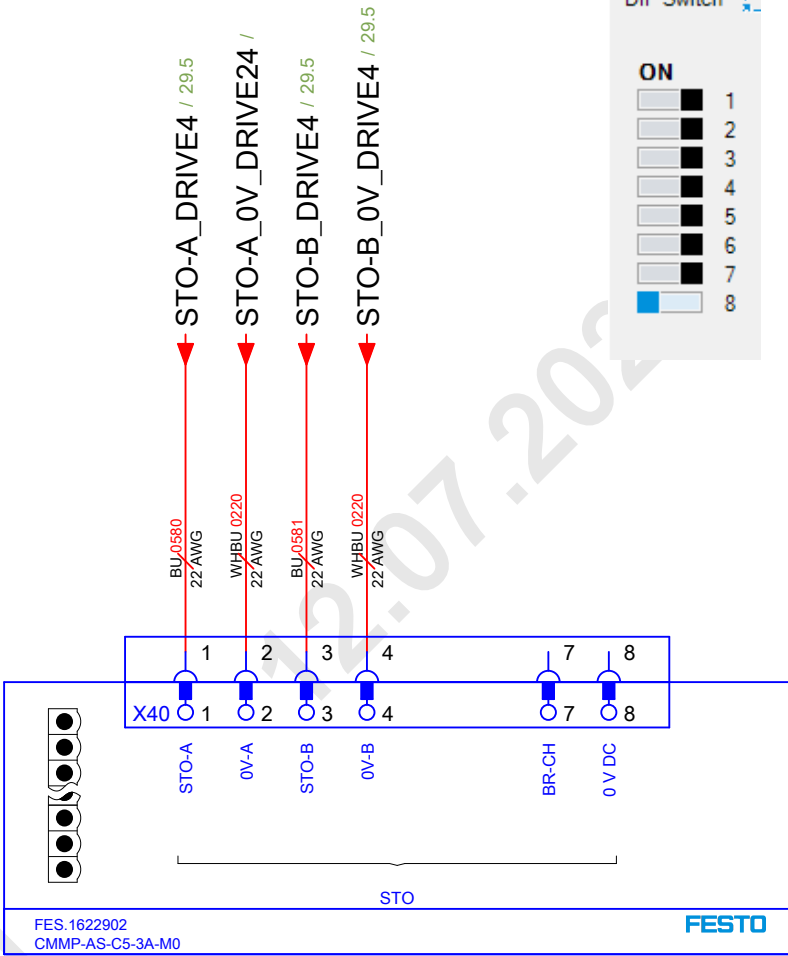 DIP Switch
ON
1
2
3
4
5
6
7
8
STO-A_DRIVE4 / 29.5
STO-A_0V_DRIVE24 /
STO-B_DRIVE4 / 29.5
STO-B_0V_DRIVE4 / 29.5
BU 0580
22 AWG
WHBU 0220
22 AWG
BU 0581
22 AWG
WHBU 0220
22 AWG
1 2 3 4 7 8
X40 1 2 3 4 7 8
STO-A
0V-A
STO-B
0V-B
BR-CH
0 V DC
STO
FES.1622902
CMMP-AS-C5-3A-M0
FESTO
12.07.202